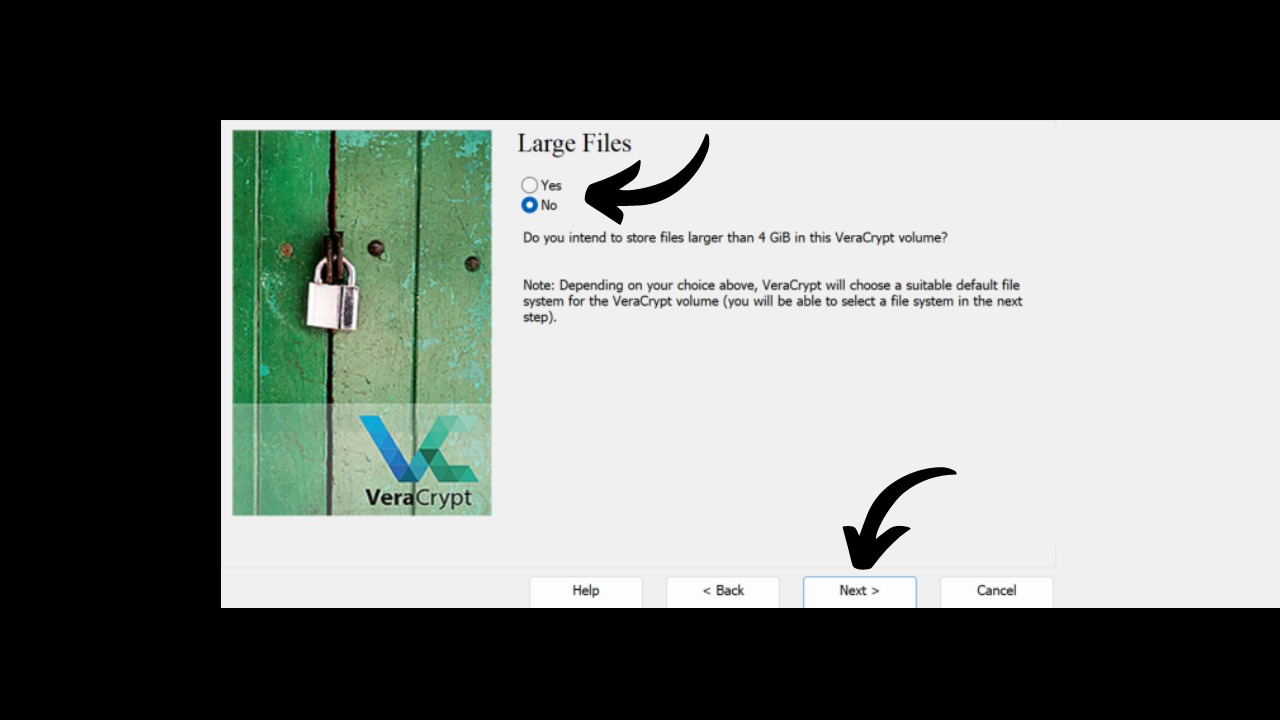 Large Files
Yes
No
Do you intend to store files larger than 4 GiB in this VeraCrypt volume?
Note: Depending on your choice above, VeraCrypt will choose a suitable default file
system for the VeraCrypt volume (you will be able to select a file system in the next
step).
VeraCrypt
Help
< Back
Next >
Cancel